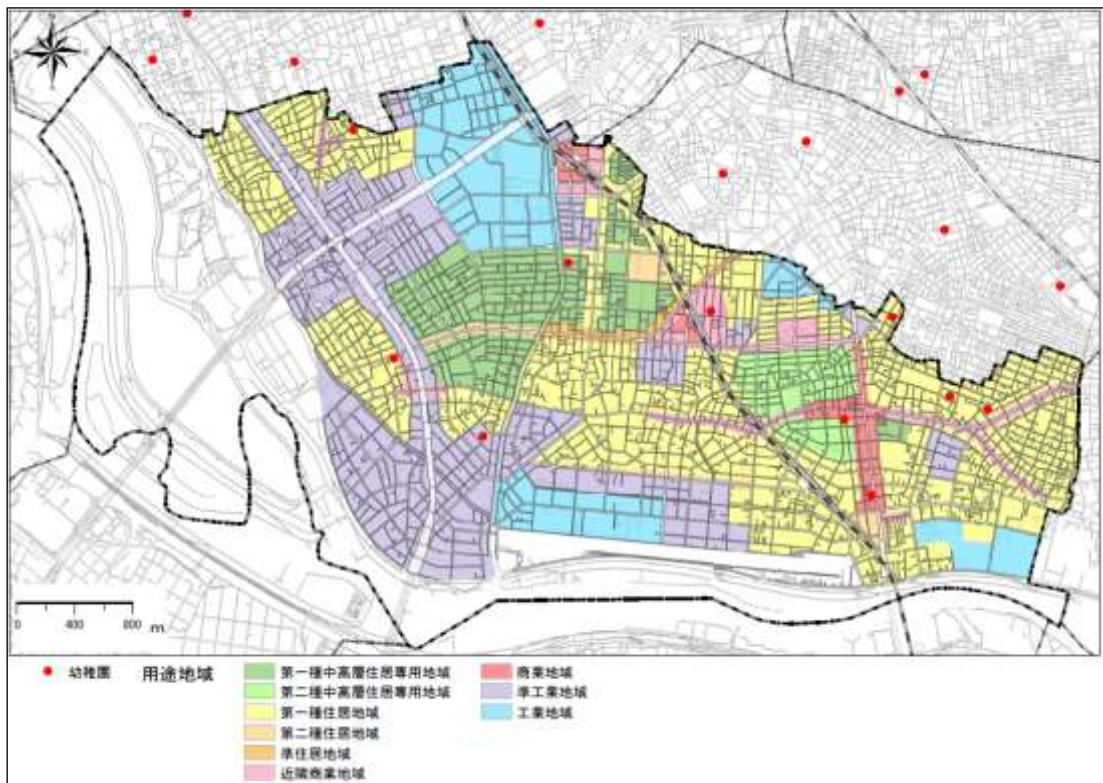 0 400 800 m
幼稚園
用途地域
第一種中高層住居専用地域
第二種中高層住居専用地域
第一種住居地域
第二種住居地域
準住居地域
近隣商業地域
商業地域
準工業地域
工業地域